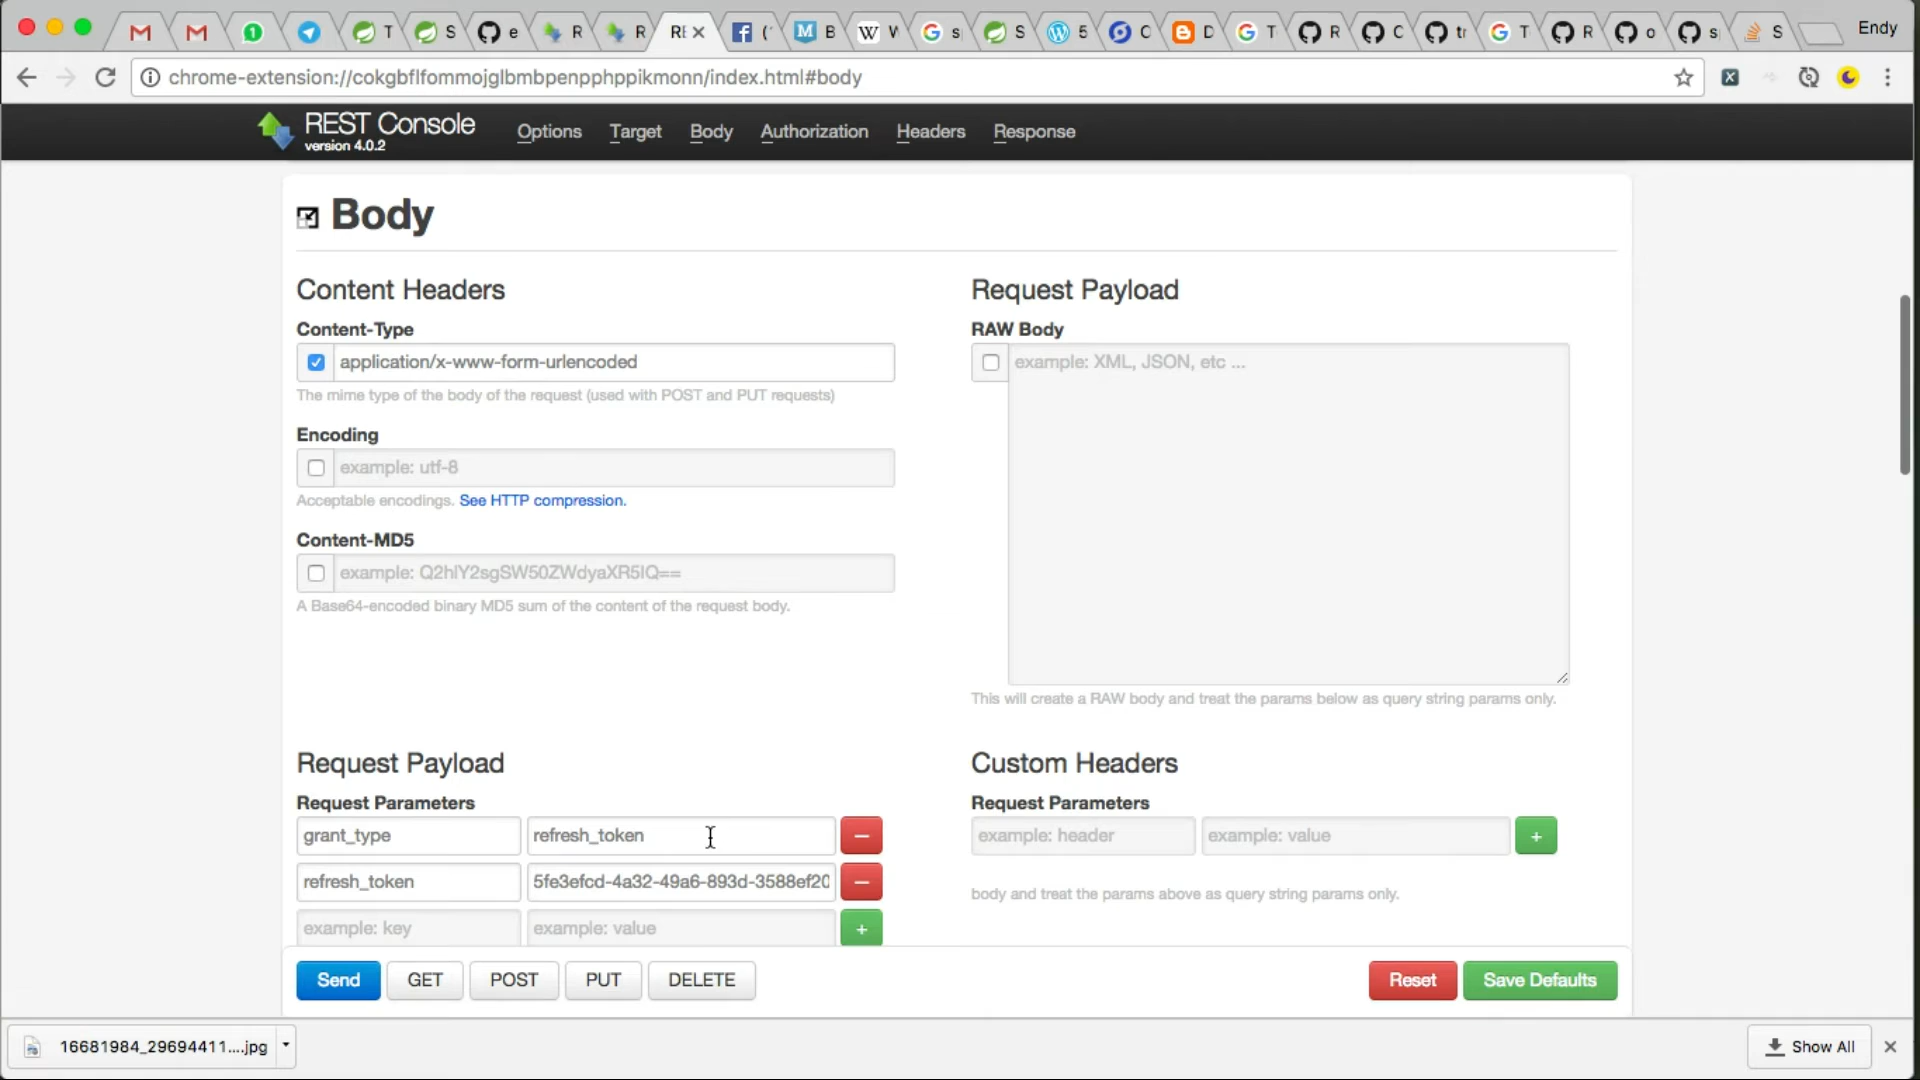 T
S
e
R
R
RE
(
B
W
s
S
5
C
D
T
R
C
tr
T
R
o
s
S
Endy
chrome-extension://cokgbflfommojglbmbpenpphppikmonn/index.html#body
REST Console
version 4.0.2
Options
Target
Body
Authorization
Headers
Response
Body
Content Headers
Content-Type
application/x-www-form-urlencoded
The mime type of the body of the request (used with POST and PUT requests)
Encoding
example: utf-8
Acceptable encodings. See HTTP compression.
Content-MD5
example: Q2hlY2sgSW50ZWdyaXR5IQ==
A Base64-encoded binary MD5 sum of the content of the request body.
Request Payload
RAW Body
example: XML, JSON, etc ...
This will create a RAW body and treat the params below as query string params only.
Request Payload
Request Parameters
grant_type
refresh_token
refresh_token
5fe3efcd-4a32-49a6-893d-3588ef20
example: key
example: value
Custom Headers
Request Parameters
example: header
example: value
body and treat the params above as query string params only.
Send
GET
POST
PUT
DELETE
Reset
Save Defaults
16681984_29694411....jpg
Show All